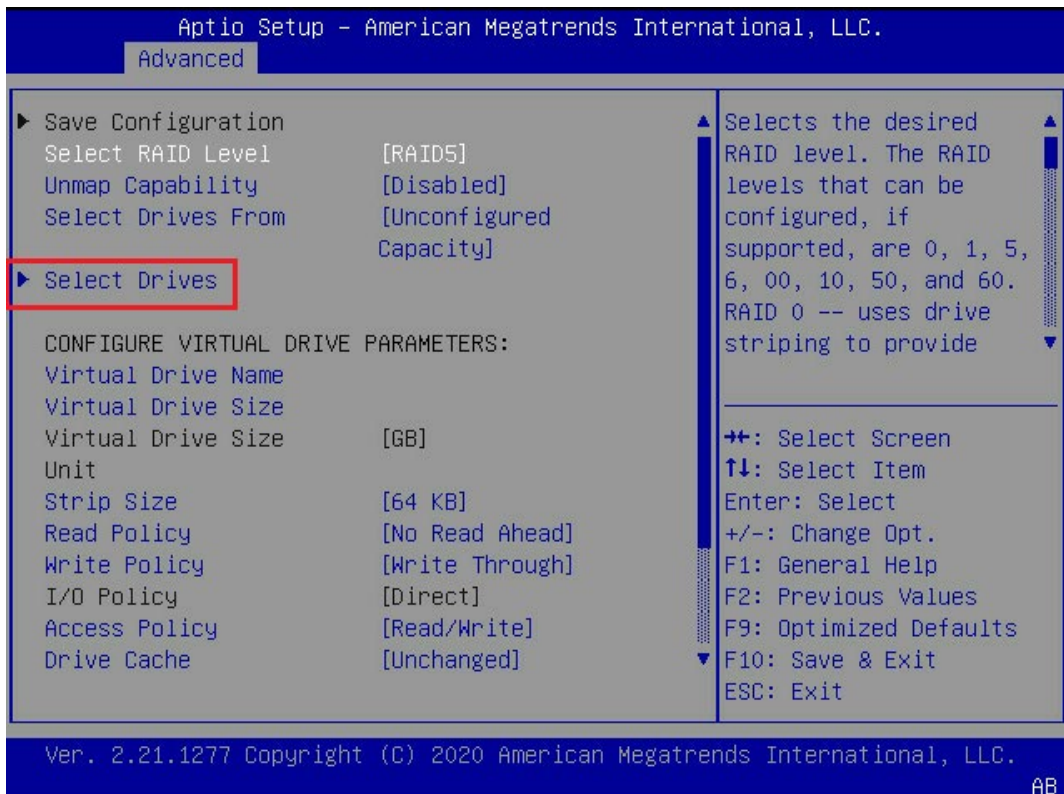 Aptio Setup – American Megatrends International, LLC.
Advanced
▶ Save Configuration
Select RAID Level [RAID5]
Unmap Capability [Disabled]
Select Drives From [Unconfigured
Capacity]
▶ Select Drives
CONFIGURE VIRTUAL DRIVE PARAMETERS:
Virtual Drive Name
Virtual Drive Size
Virtual Drive Size [GB]
Unit
Strip Size [64 KB]
Read Policy [No Read Ahead]
Write Policy [Write Through]
I/O Policy [Direct]
Access Policy [Read/Write]
Drive Cache [Unchanged]
Selects the desired
RAID level. The RAID
levels that can be
configured, if
supported, are 0, 1, 5,
6, 00, 10, 50, and 60.
RAID 0 -- uses drive
striping to provide
→←: Select Screen
↑↓: Select Item
Enter: Select
+/-: Change Opt.
F1: General Help
F2: Previous Values
F9: Optimized Defaults
F10: Save & Exit
ESC: Exit
Ver. 2.21.1277 Copyright (C) 2020 American Megatrends International, LLC.
AB